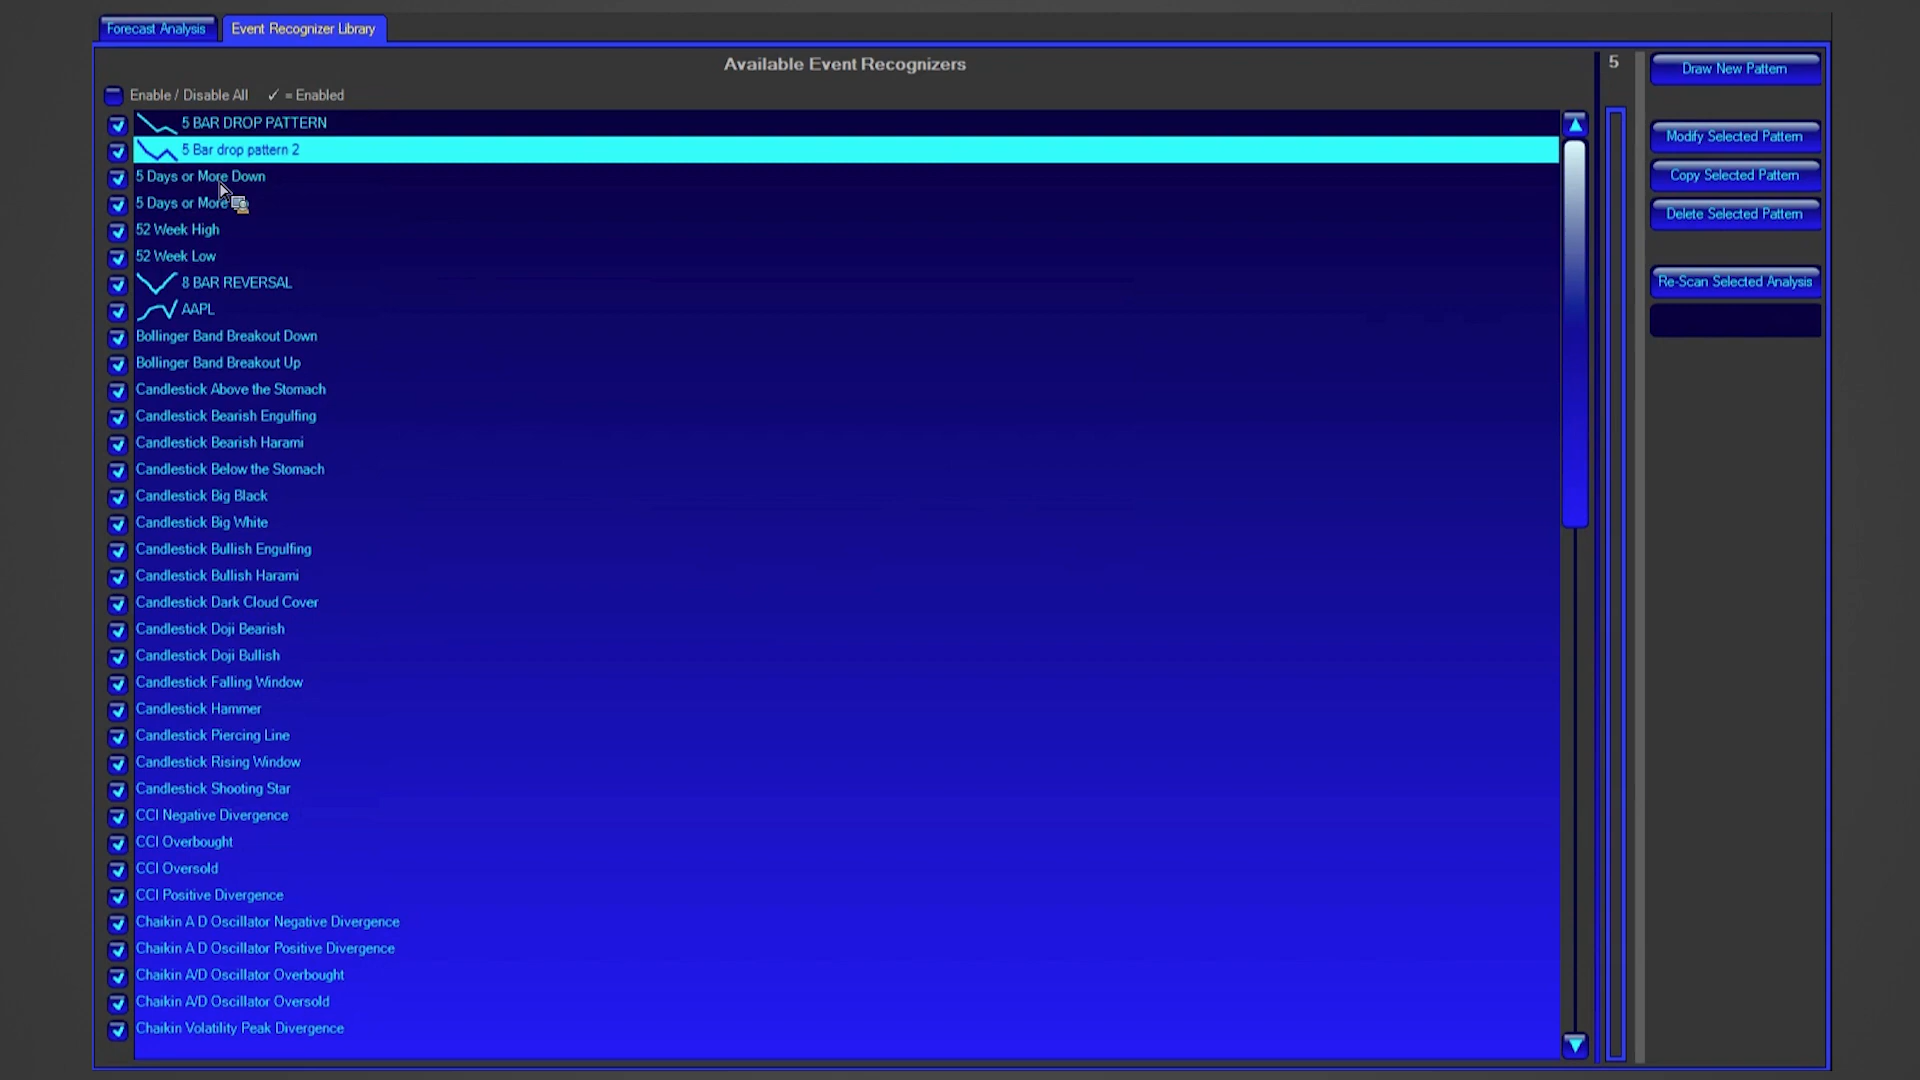 Forecast Analysis
Event Recognizer Library
Available Event Recognizers
5
Draw New Pattern
Enable / Disable All ✓ = Enabled
5 BAR DROP PATTERN
5 Bar drop pattern 2
5 Days or More Down
5 Days or More
52 Week High
52 Week Low
8 BAR REVERSAL
AAPL
Bollinger Band Breakout Down
Bollinger Band Breakout Up
Candlestick Above the Stomach
Candlestick Bearish Engulfing
Candlestick Bearish Harami
Candlestick Below the Stomach
Candlestick Big Black
Candlestick Big White
Candlestick Bullish Engulfing
Candlestick Bullish Harami
Candlestick Dark Cloud Cover
Candlestick Doji Bearish
Candlestick Doji Bullish
Candlestick Falling Window
Candlestick Hammer
Candlestick Piercing Line
Candlestick Rising Window
Candlestick Shooting Star
CCI Negative Divergence
CCI Overbought
CCI Oversold
CCI Positive Divergence
Chaikin A D Oscillator Negative Divergence
Chaikin A D Oscillator Positive Divergence
Chaikin A/D Oscillator Overbought
Chaikin A/D Oscillator Oversold
Chaikin Volatility Peak Divergence
Modify Selected Pattern
Copy Selected Pattern
Delete Selected Pattern
Re-Scan Selected Analysis